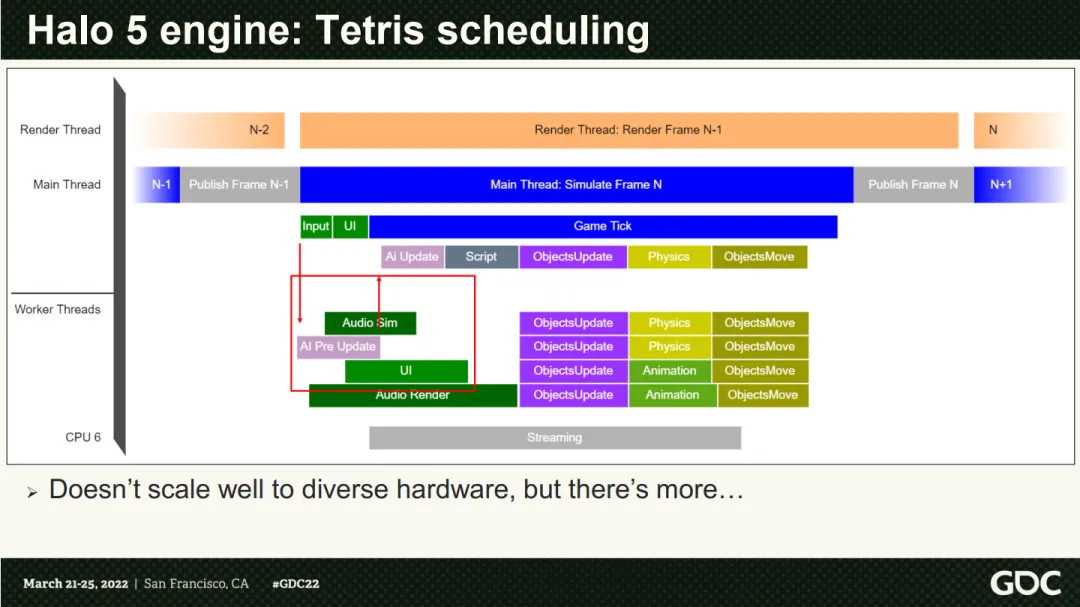 Halo 5 engine: Tetris scheduling
Render Thread
N-2
Render Thread: Render Frame N-1
N
Main Thread
N-1
Publish Frame N-1
Main Thread: Simulate Frame N
Publish Frame N
N+1
Input
UI
Game Tick
Ai Update
Script
ObjectsUpdate
Physics
ObjectsMove
Worker Threads
Audio Sim
ObjectsUpdate
Physics
ObjectsMove
AI Pre Update
ObjectsUpdate
Physics
ObjectsMove
UI
ObjectsUpdate
Animation
ObjectsMove
Audio Render
ObjectsUpdate
Animation
ObjectsMove
CPU 6
Streaming
➢ Doesn’t scale well to diverse hardware, but there’s more…
March 21-25, 2022 | San Francisco, CA #GDC22
GDC